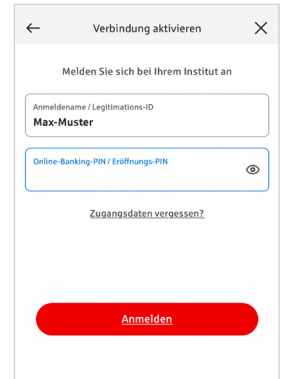 Verbindung aktivieren
Melden Sie sich bei Ihrem Institut an
Anmeldename / Legitimations-ID
Max-Muster
Online-Banking-PIN / Eröffnungs-PIN
Zugangsdaten vergessen?
Anmelden